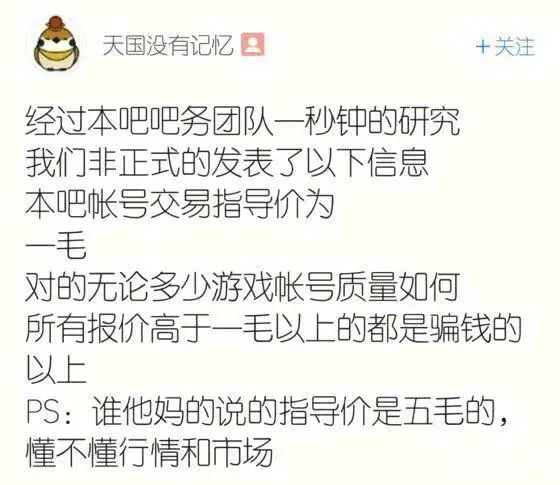 天国没有记忆
+关注
经过本吧吧务团队一秒钟的研究
我们非正式的发表了以下信息
本吧帐号交易指导价为
一毛
对的无论多少游戏帐号质量如何
所有报价高于一毛以上的都是骗钱的
以上
PS：谁他妈的说的指导价是五毛的，
懂不懂行情和市场